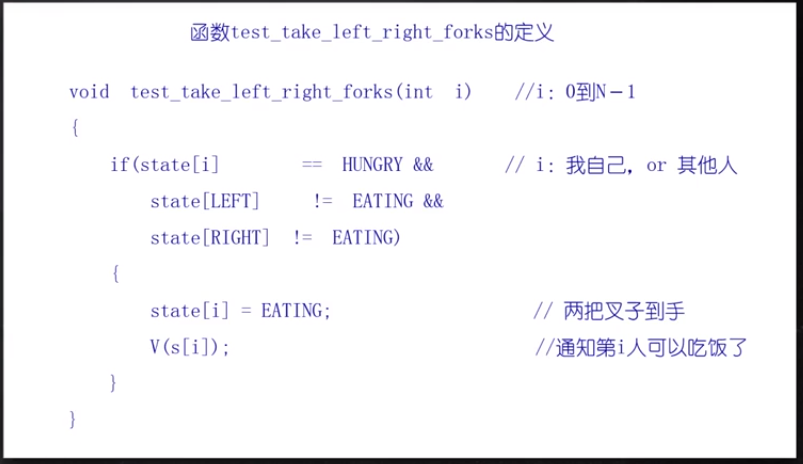 函数test_take_left_right_forks的定义
void test_take_left_right_forks(int i) //i: 0到N-1
{
if(state[i] == HUNGRY && // i: 我自己, or 其他人
state[LEFT] != EATING &&
state[RIGHT] != EATING)
{
state[i] = EATING; // 两把叉子到手
V(s[i]); //通知第i人可以吃饭了
}
}